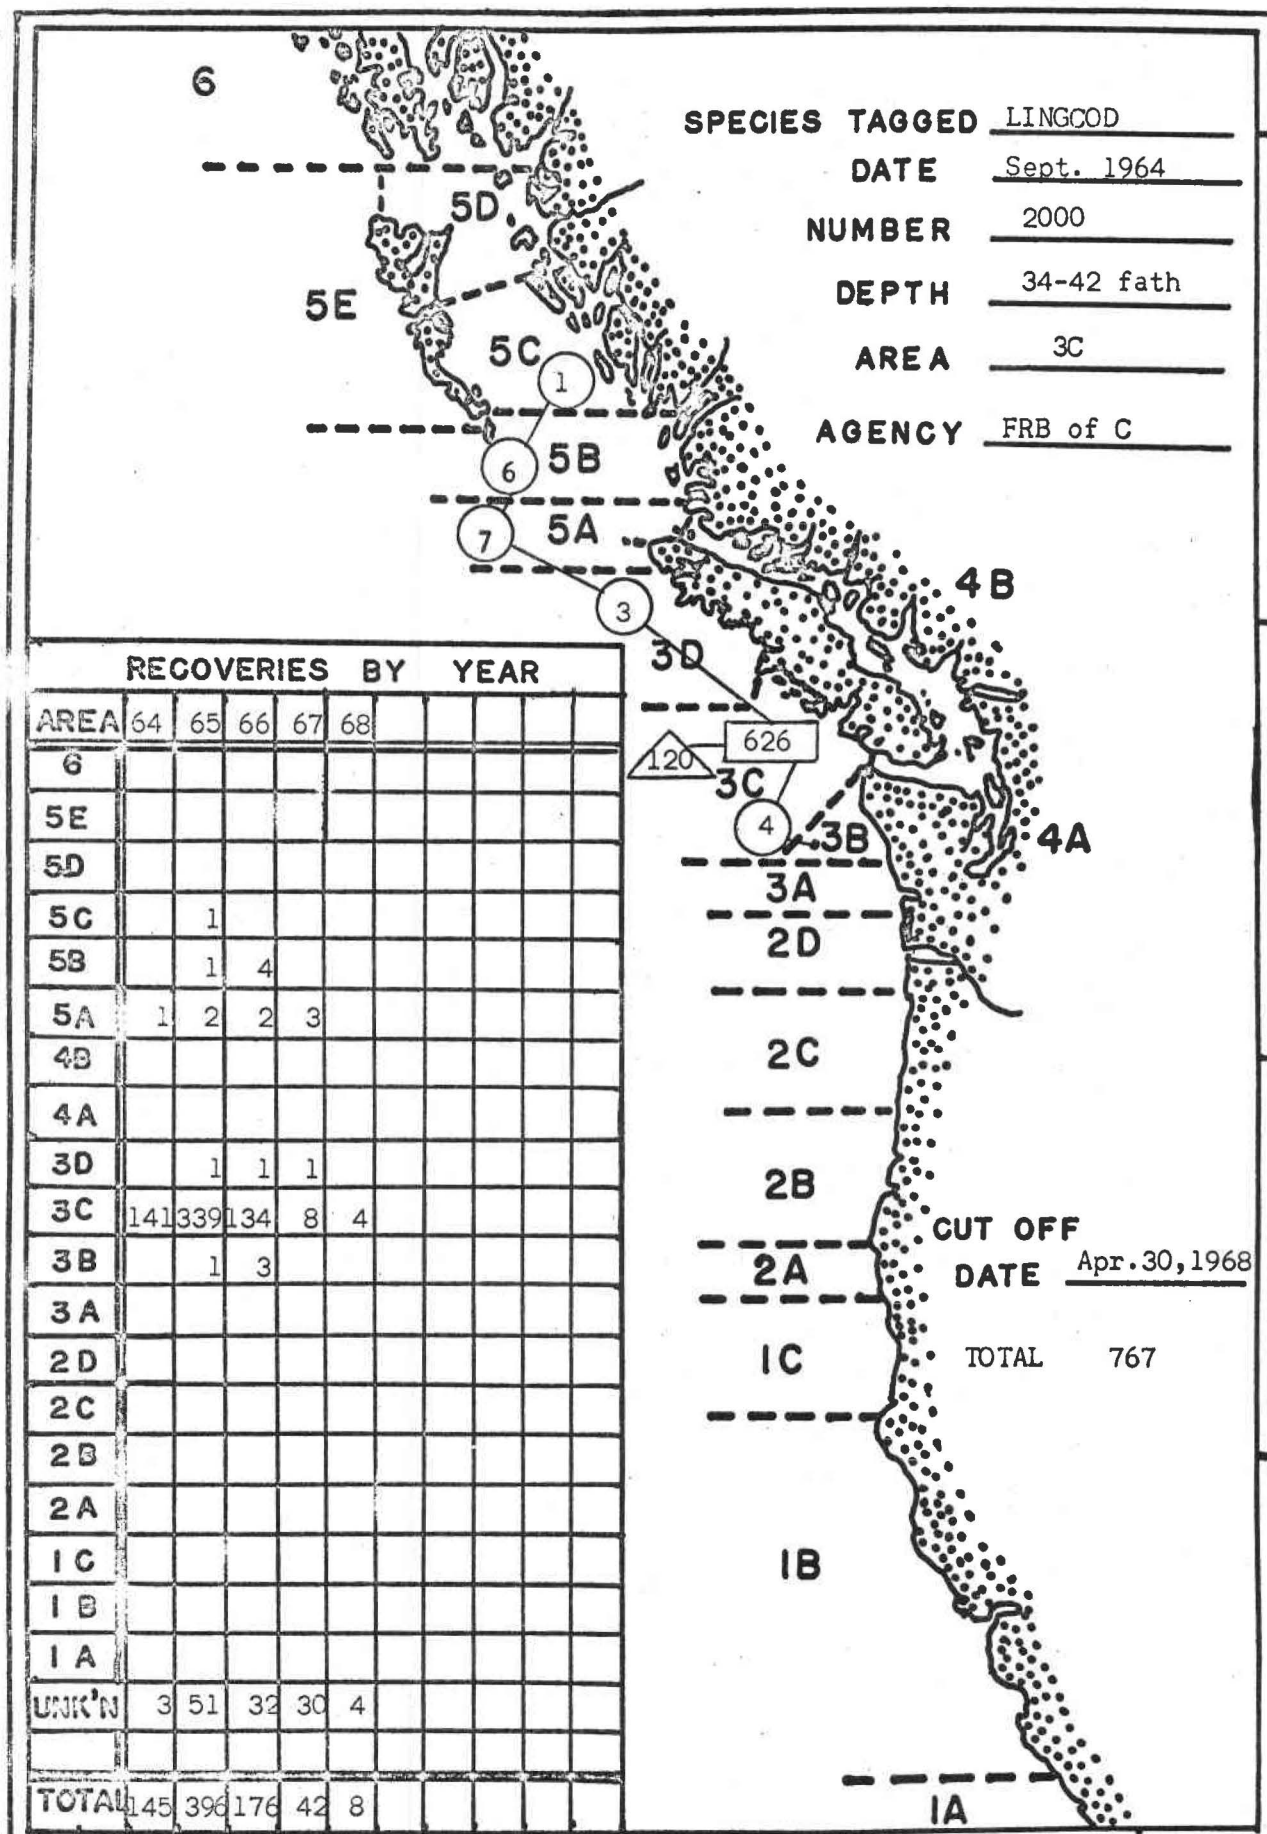 6
SPECIES TAGGED LINGCOD
DATE Sept. 1964
5D
NUMBER 2000
5E
DEPTH 34-42 fath
5C
AREA 3C
1
AGENCY FRB of C
6 5B
7 5A
4B
3
3D
626
120
3C
4 3B
4A
3A
2D
2C
2B
CUT OFF
2A DATE Apr.30,1968
1C TOTAL 767
1B
1A
RECOVERIES BY YEAR
AREA 64 65 66 67 68
6
5E
5D
5C 1
5B 1 4
5A 1 2 2 3
4B
4A
3D 1 1 1
3C 141 339 134 8 4
3B 1 3
3A
2D
2C
2B
2A
1C
1B
1A
UNK'N 3 51 32 30 4
TOTAL 145 396 176 42 8